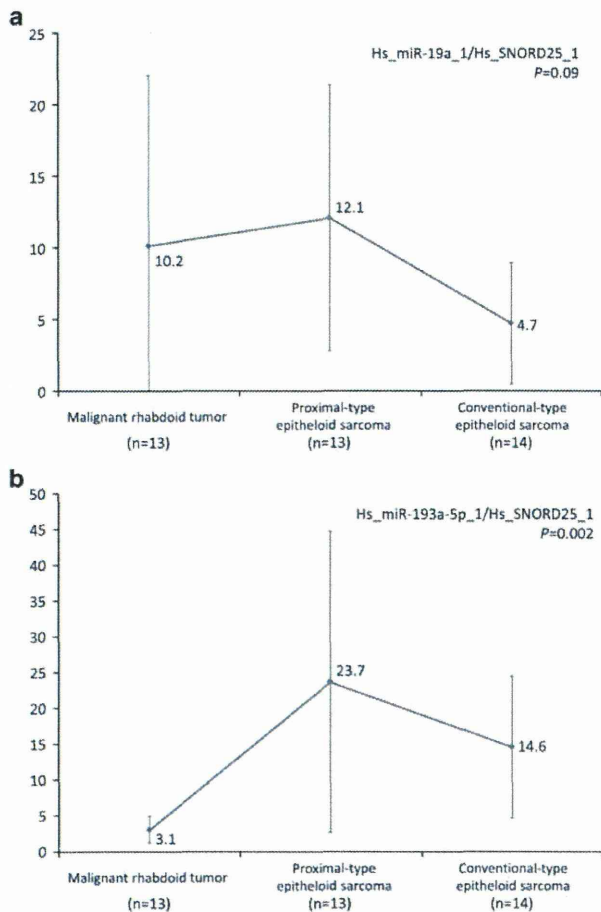 a
25
Hs_miR-19a_1/Hs_SNORD25_1
P=0.09
20
15
12.1
10
10.2
5
4.7
0
Malignant rhabdoid tumor
(n=13)
Proximal-type
epitheloid sarcoma
(n=13)
Conventional-type
epitheloid sarcoma
(n=14)
b
50
Hs_miR-193a-5p_1/Hs_SNORD25_1
P=0.002
45
40
35
30
25
23.7
20
15
14.6
10
5
3.1
0
Malignant rhabdoid tumor
(n=13)
Proximal-type
epitheloid sarcoma
(n=13)
Conventional-type
epitheloid sarcoma
(n=14)